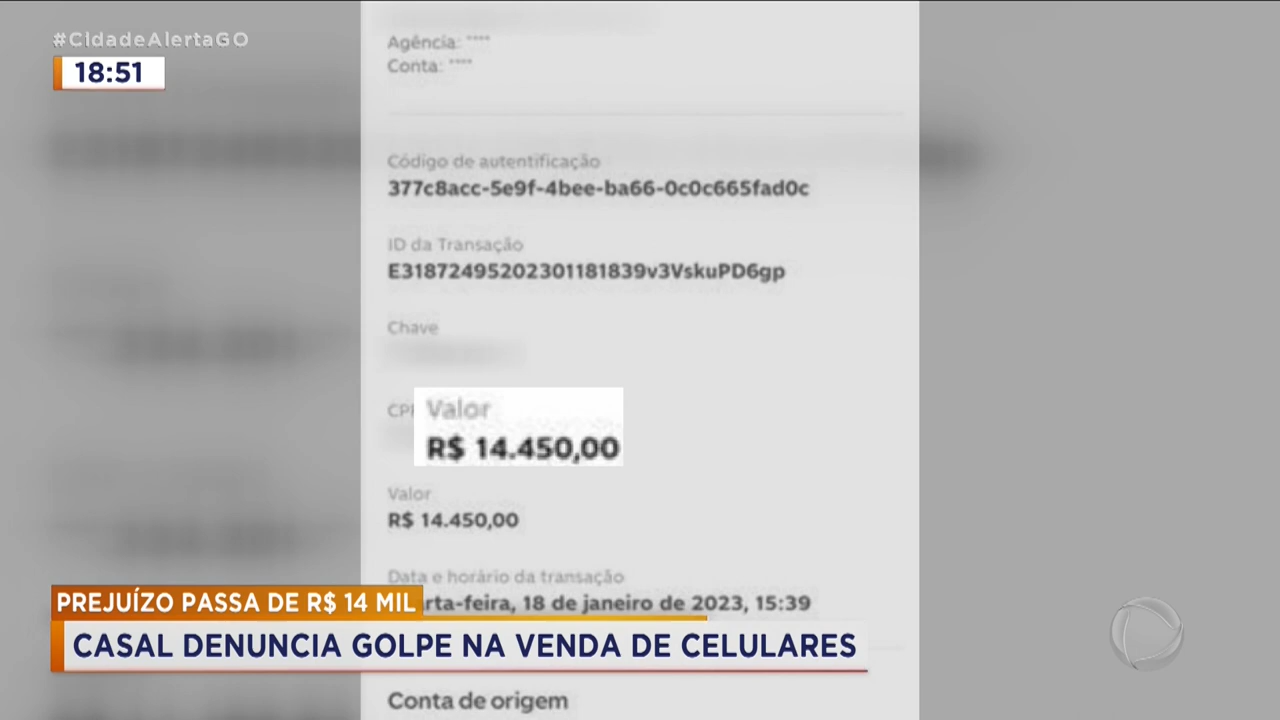 #CidadeAlertaGO
18:51
Agência: ****
Conta: ****
Código de autentificação
377c8acc-5e9f-4bee-ba66-0c0c665fad0c
ID da Transação
E31872495202301181839v3VskuPD6gp
Chave
CPF
Valor
R$ 14.450,00
Valor
R$ 14.450,00
Data e horário da transação
18 de janeiro de 2023, 15:39
PREJUÍZO PASSA DE R$ 14 MIL
CASAL DENUNCIA GOLPE NA VENDA DE CELULARES
Conta de origem